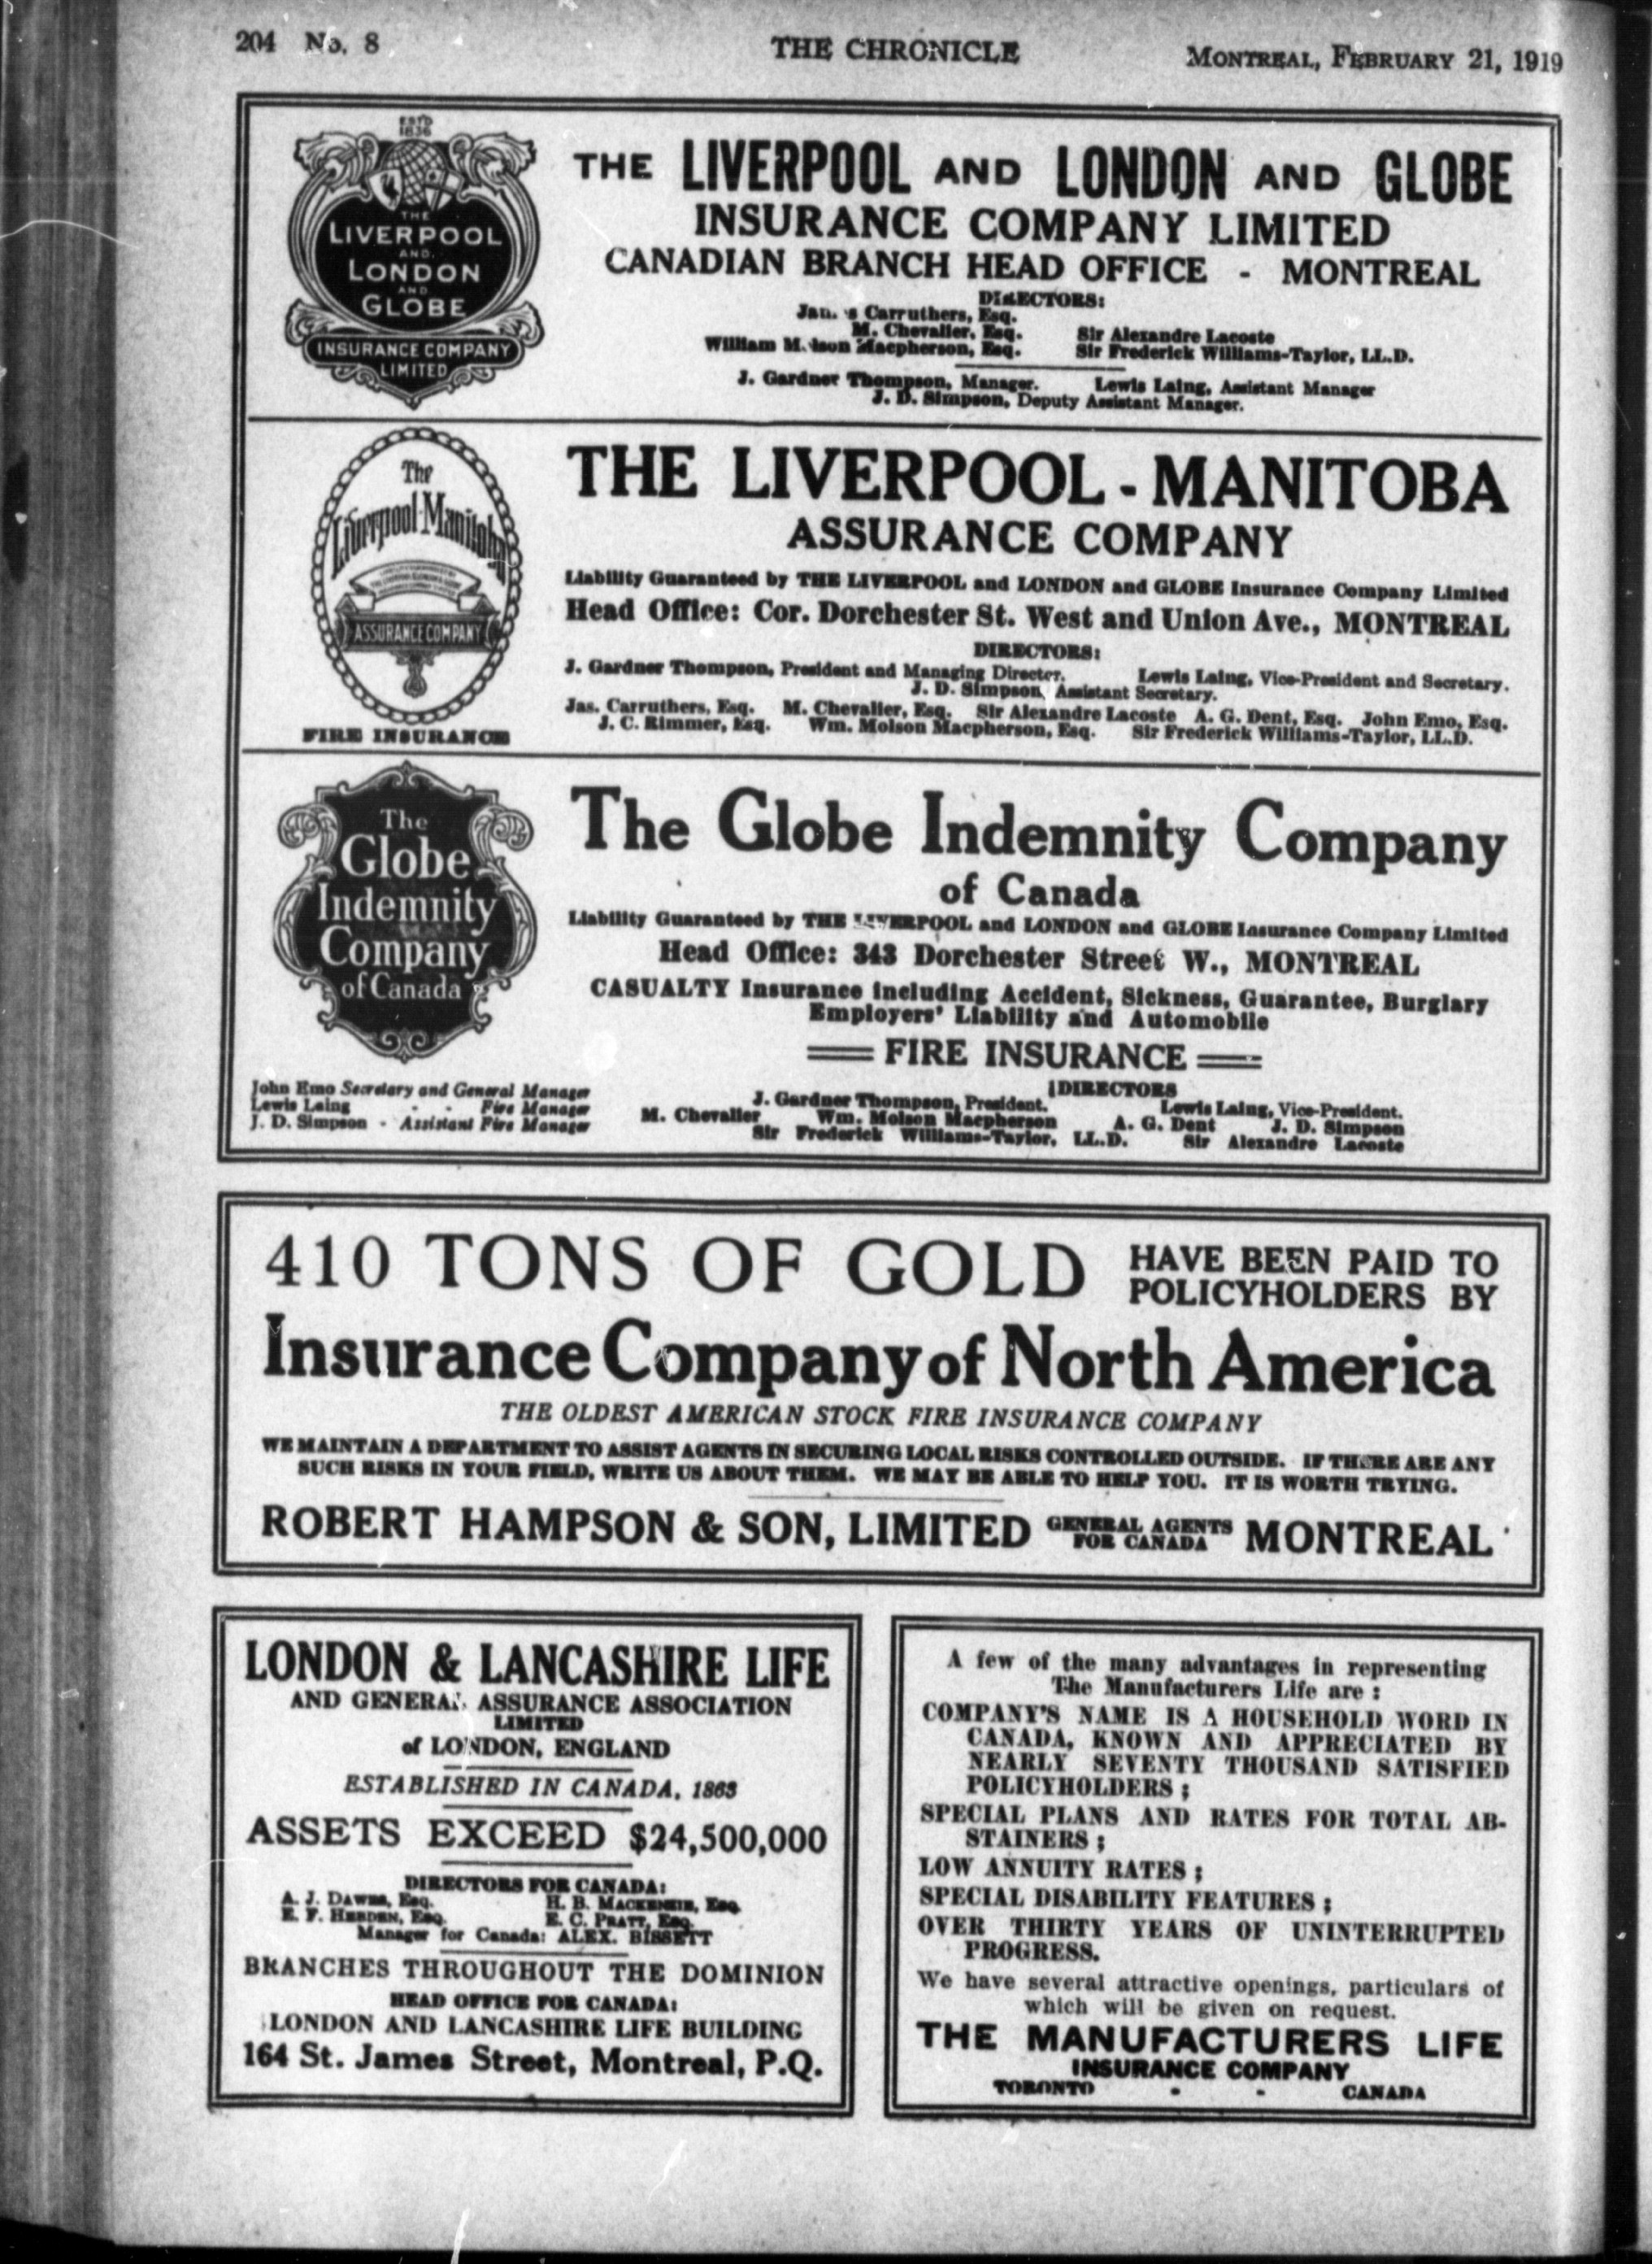 204 No. 8 THE CHRONICLE MONTREAL, FEBRUARY 21, 1919
ESTD
1836
THE
LIVERPOOL
AND
LONDON
AND
GLOBE
INSURANCE COMPANY
LIMITED
THE LIVERPOOL AND LONDON AND GLOBE
INSURANCE COMPANY LIMITED
CANADIAN BRANCH HEAD OFFICE - MONTREAL
DIRECTORS:
Carruthers, Esq.
M. Chevalier, Esq. Sir Alexandre Lacoste
William Macpherson, Esq. Sir Frederick Williams-Taylor, LL.D.
J. Gardner Thompson, Manager. Lewis Laing, Assistant Manager
J. D. Simpson, Deputy Assistant Manager.
The
Liverpool-Manitoba
ASSURANCE COMPANY
FIRE INSURANCE
THE LIVERPOOL - MANITOBA
ASSURANCE COMPANY
Liability Guaranteed by THE LIVERPOOL and LONDON and GLOBE Insurance Company Limited
Head Office: Cor. Dorchester St. West and Union Ave., MONTREAL
DIRECTORS:
J. Gardner Thompson, President and Managing Director. Lewis Laing, Vice-President and Secretary.
J. D. Simpson, Assistant Secretary.
Jas. Carruthers, Esq. M. Chevalier, Esq. Sir Alexandre Lacoste A. G. Dent, Esq. John Emo, Esq.
J. C. Rimmer, Esq. Wm. Molson Macpherson, Esq. Sir Frederick Williams-Taylor, LL.D.
The
Globe
Indemnity
Company
of Canada
The Globe Indemnity Company
of Canada
Liability Guaranteed by THE LIVERPOOL and LONDON and GLOBE Insurance Company Limited
Head Office: 343 Dorchester Street W., MONTREAL
CASUALTY Insurance including Accident, Sickness, Guarantee, Burglary
Employers' Liability and Automobile
FIRE INSURANCE
DIRECTORS
John Emo Secretary and General Manager
Lewis Laing - - Fire Manager
J. D. Simpson - Assistant Fire Manager
J. Gardner Thompson, President. Lewis Laing, Vice-President.
M. Chevalier Wm. Molson Macpherson A. G. Dent J. D. Simpson
Sir Frederick Williams-Taylor, LL.D. Sir Alexandre Lacoste
410 TONS OF GOLD HAVE BEEN PAID TO
POLICYHOLDERS BY
Insurance Company of North America
THE OLDEST AMERICAN STOCK FIRE INSURANCE COMPANY
WE MAINTAIN A DEPARTMENT TO ASSIST AGENTS IN SECURING LOCAL RISKS CONTROLLED OUTSIDE. IF THERE ARE ANY
SUCH RISKS IN YOUR FIELD, WRITE US ABOUT THEM. WE MAY BE ABLE TO HELP YOU. IT IS WORTH TRYING.
ROBERT HAMPSON & SON, LIMITED GENERAL AGENTS
FOR CANADA MONTREAL
LONDON & LANCASHIRE LIFE
AND GENERAL ASSURANCE ASSOCIATION
LIMITED
of LONDON, ENGLAND
ESTABLISHED IN CANADA, 1863
ASSETS EXCEED $24,500,000
DIRECTORS FOR CANADA:
A. J. DAWES, Esq. H. B. MACKENZIE, Esq.
E. F. HEBDEN, Esq. E. C. PRATT, Esq.
Manager for Canada: ALEX. BISSETT
BRANCHES THROUGHOUT THE DOMINION
HEAD OFFICE FOR CANADA:
LONDON AND LANCASHIRE LIFE BUILDING
164 St. James Street, Montreal, P.Q.
A few of the many advantages in representing
The Manufacturers Life are :
COMPANY'S NAME IS A HOUSEHOLD WORD IN
CANADA, KNOWN AND APPRECIATED BY
NEARLY SEVENTY THOUSAND SATISFIED
POLICYHOLDERS ;
SPECIAL PLANS AND RATES FOR TOTAL AB-
STAINERS ;
LOW ANNUITY RATES ;
SPECIAL DISABILITY FEATURES ;
OVER THIRTY YEARS OF UNINTERRUPTED
PROGRESS.
We have several attractive openings, particulars of
which will be given on request.
THE MANUFACTURERS LIFE
INSURANCE COMPANY
TORONTO - - CANADA